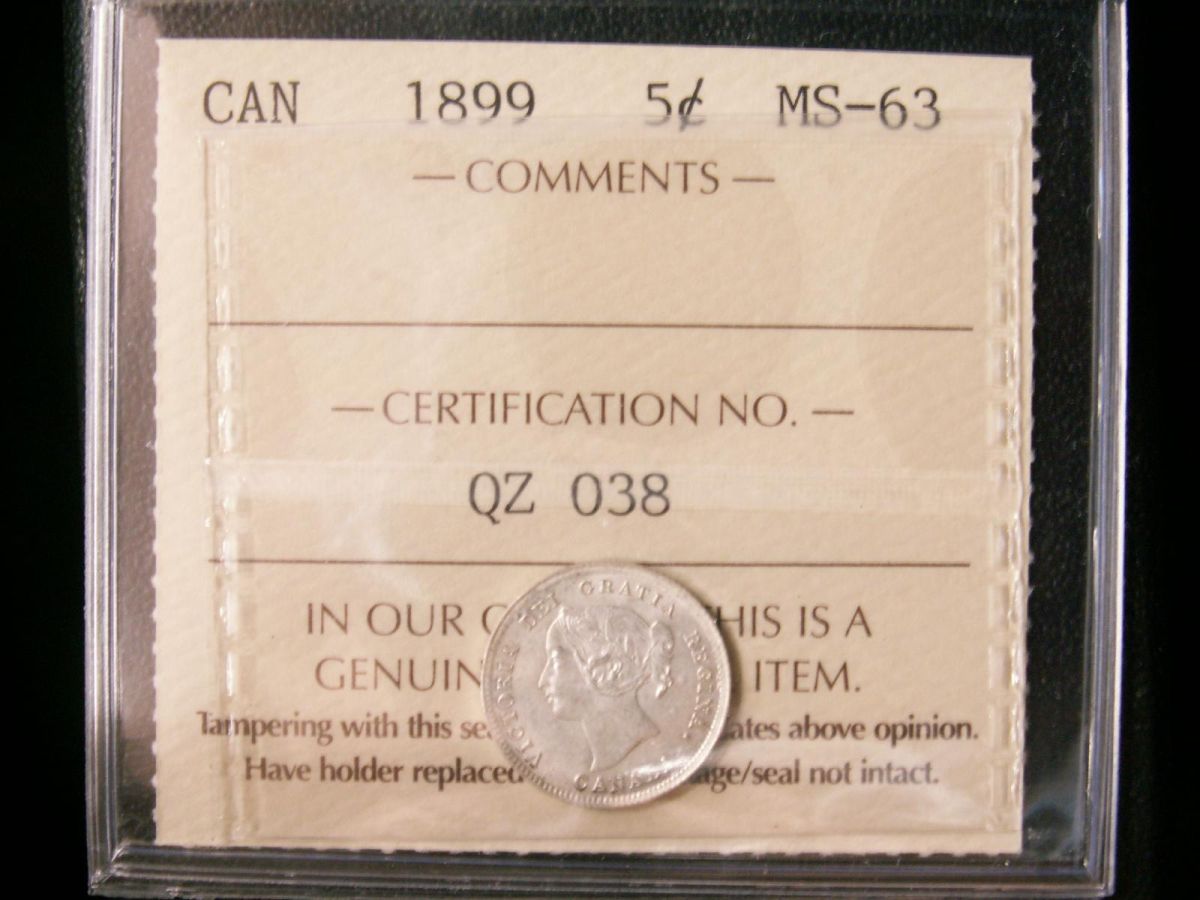 CAN 1899 5¢ MS-63
— COMMENTS —
— CERTIFICATION NO. —
QZ 038
IN OUR THIS IS A
GENUIN ITEM.
Tampering with this se ates above opinion.
Have holder replaced age/seal not intact.
VICTORIA DEI GRATIA REGINA.
CANADA